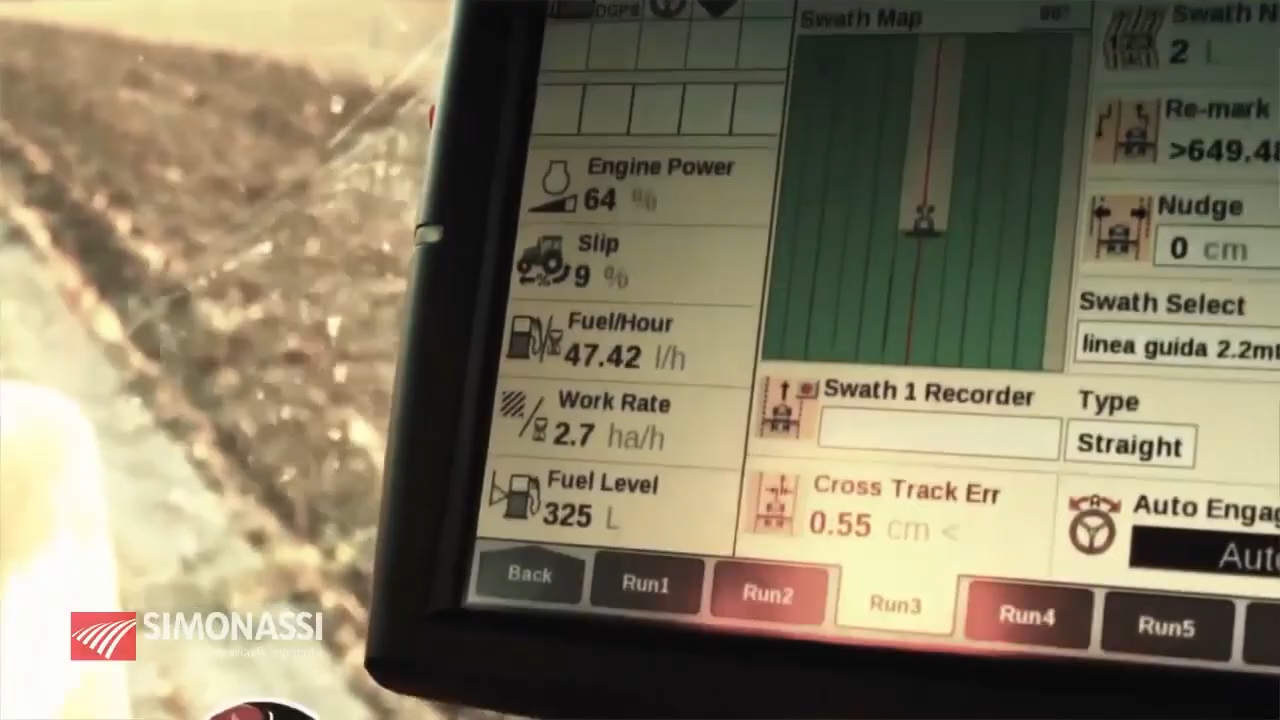 DGPS
Swath Map
Swath N
2 L
Engine Power
64 %
Re-mark
>649.48
Slip
9 %
Nudge
0 cm
Fuel/Hour
47.42 l/h
Swath Select
linea guida 2.2mt
Work Rate
2.7 ha/h
Swath 1 Recorder
Type
Straight
Fuel Level
325 L
Cross Track Err
0.55 cm <
Auto Engag
Auto
Back
Run1
Run2
Run3
Run4
Run5
SIMONASSI